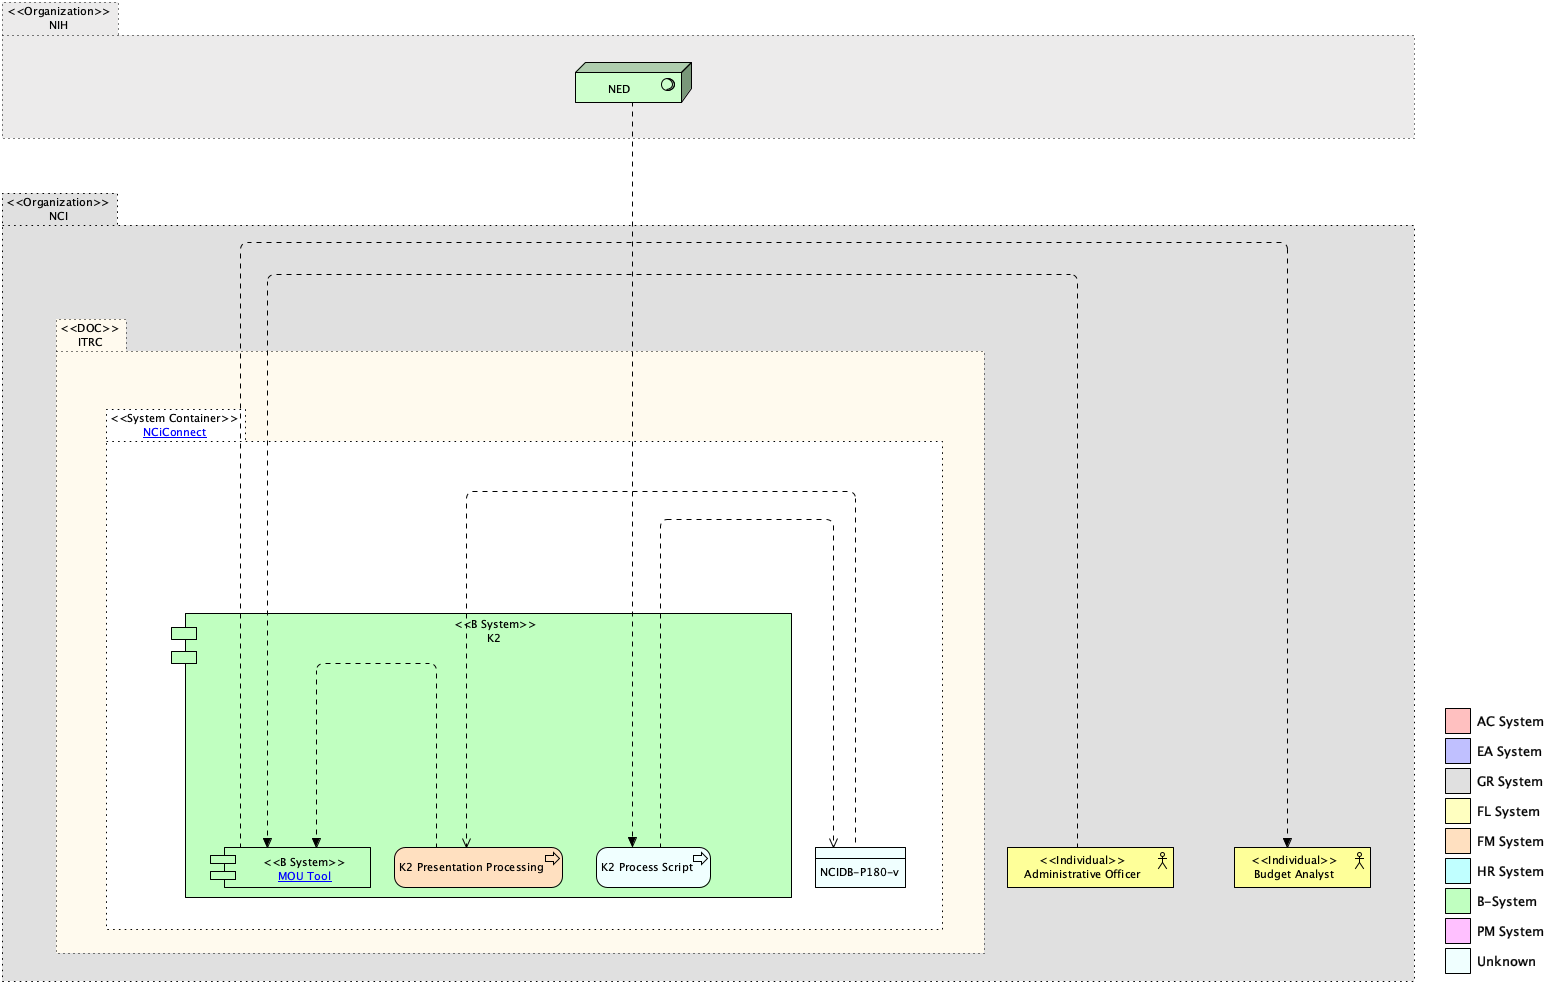 <<Organization>>
NIH
NED
<<Organization>>
NCI
<<DOC>>
ITRC
<<System Container>>
NCiConnect
<<B System>>
K2
<<B System>>
MOU Tool
K2 Presentation Processing
K2 Process Script
NCIDB-P180-v
<<Individual>>
Administrative Officer
<<Individual>>
Budget Analyst
AC System
EA System
GR System
FL System
FM System
HR System
B-System
PM System
Unknown